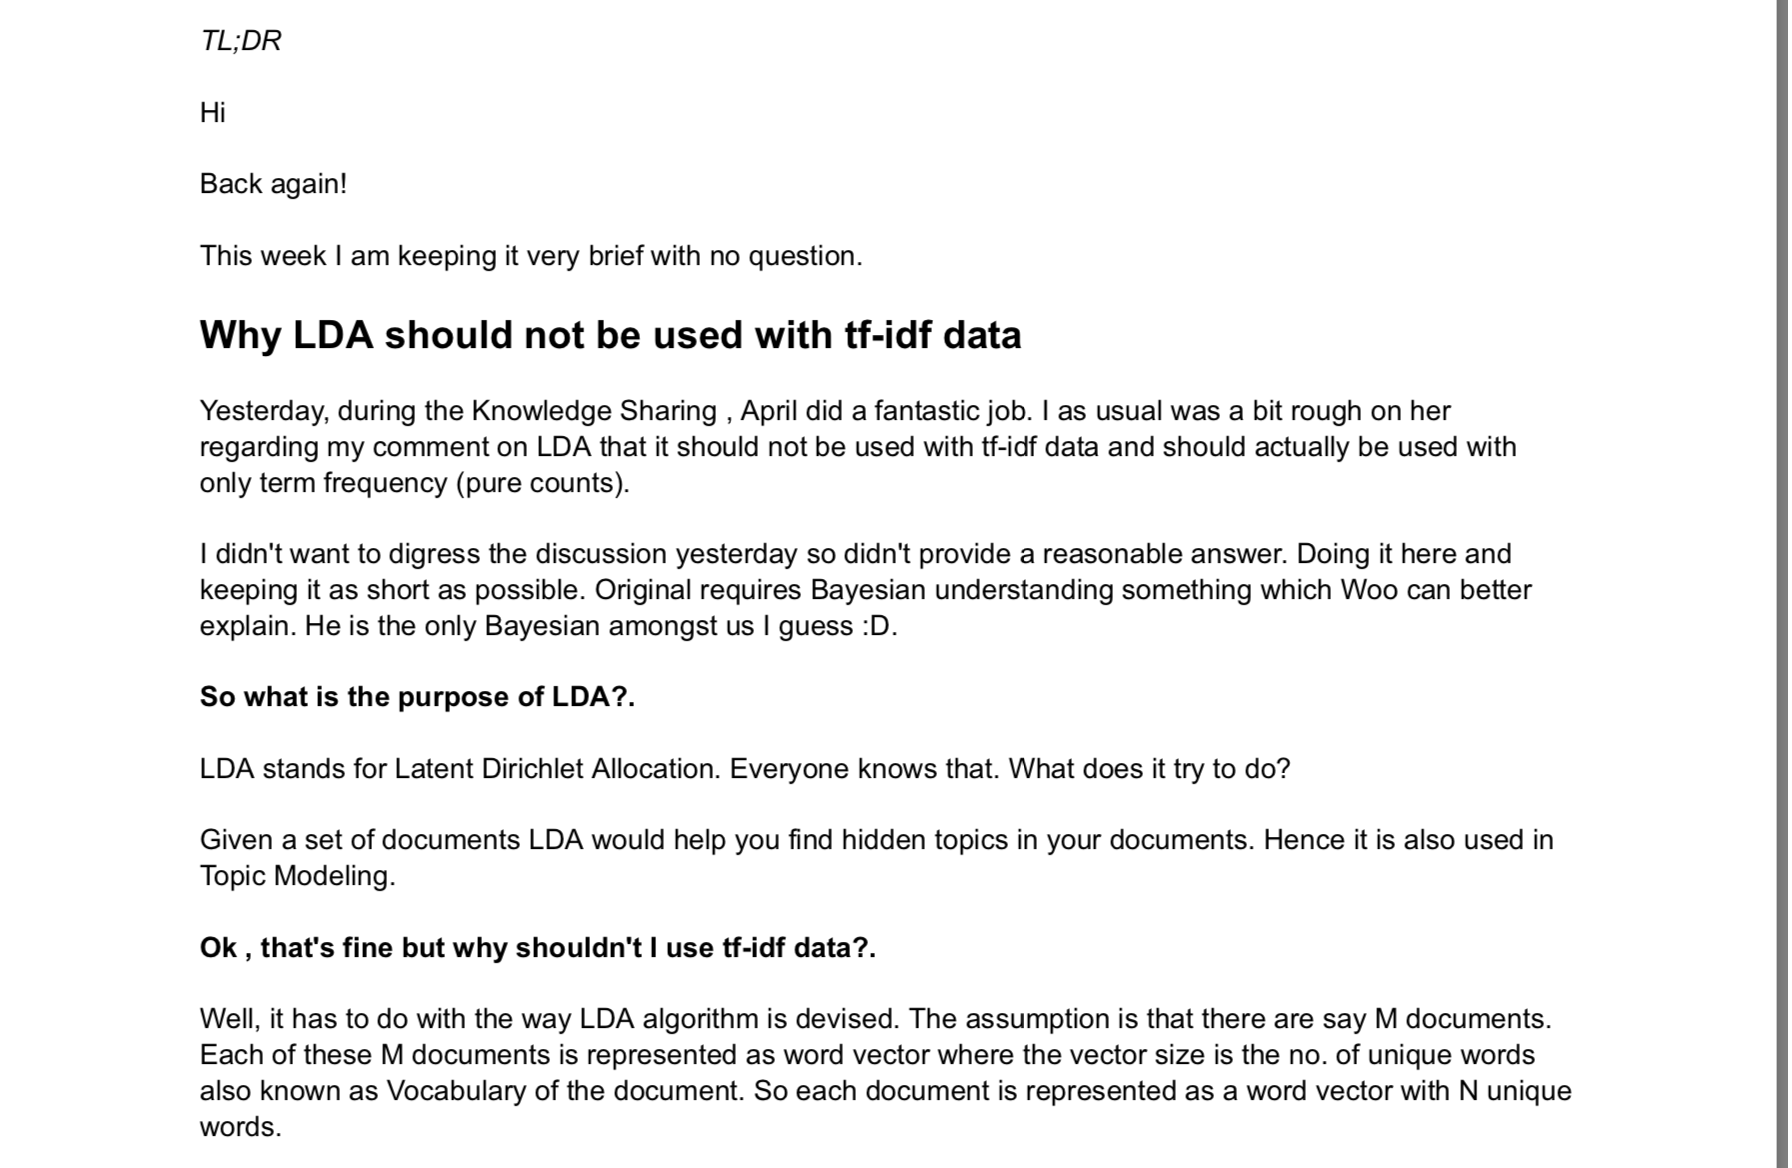 TL;DR
Hi
Back again!
This week I am keeping it very brief with no question.
Why LDA should not be used with tf-idf data
Yesterday, during the Knowledge Sharing , April did a fantastic job. I as usual was a bit rough on her
regarding my comment on LDA that it should not be used with tf-idf data and should actually be used with
only term frequency (pure counts).
I didn't want to digress the discussion yesterday so didn't provide a reasonable answer. Doing it here and
keeping it as short as possible. Original requires Bayesian understanding something which Woo can better
explain. He is the only Bayesian amongst us I guess :D.
So what is the purpose of LDA?.
LDA stands for Latent Dirichlet Allocation. Everyone knows that. What does it try to do?
Given a set of documents LDA would help you find hidden topics in your documents. Hence it is also used in
Topic Modeling.
Ok , that's fine but why shouldn't I use tf-idf data?.
Well, it has to do with the way LDA algorithm is devised. The assumption is that there are say M documents.
Each of these M documents is represented as word vector where the vector size is the no. of unique words
also known as Vocabulary of the document. So each document is represented as a word vector with N unique
words.